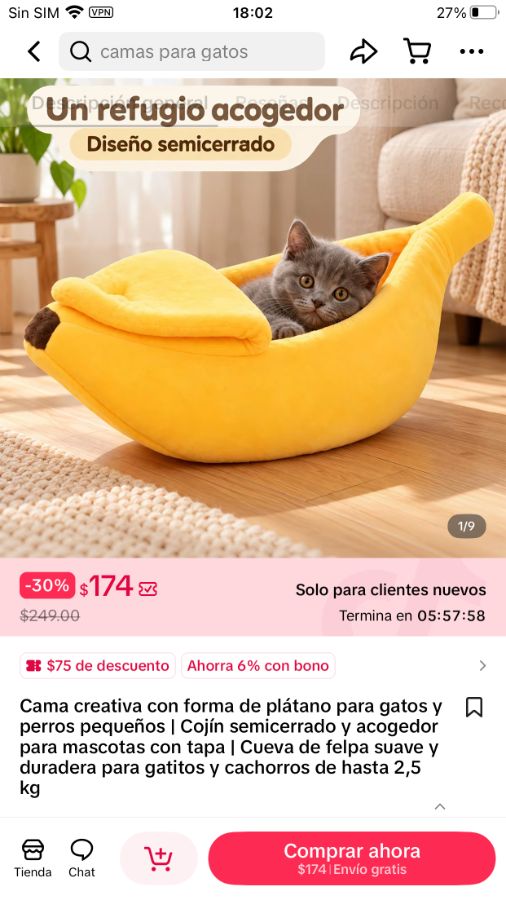 Sin SIM VPN 18:02 27%
camas para gatos
Descripción general Reseñas Descripción Reco
Un refugio acogedor
Diseño semicerrado
1/9
-30% $174 Solo para clientes nuevos
$249.00 Termina en 05:57:58
$75 de descuento Ahorra 6% con bono
Cama creativa con forma de plátano para gatos y
perros pequeños | Cojín semicerrado y acogedor
para mascotas con tapa | Cueva de felpa suave y
duradera para gatitos y cachorros de hasta 2,5
kg
Tienda Chat Comprar ahora
$174 | Envío gratis